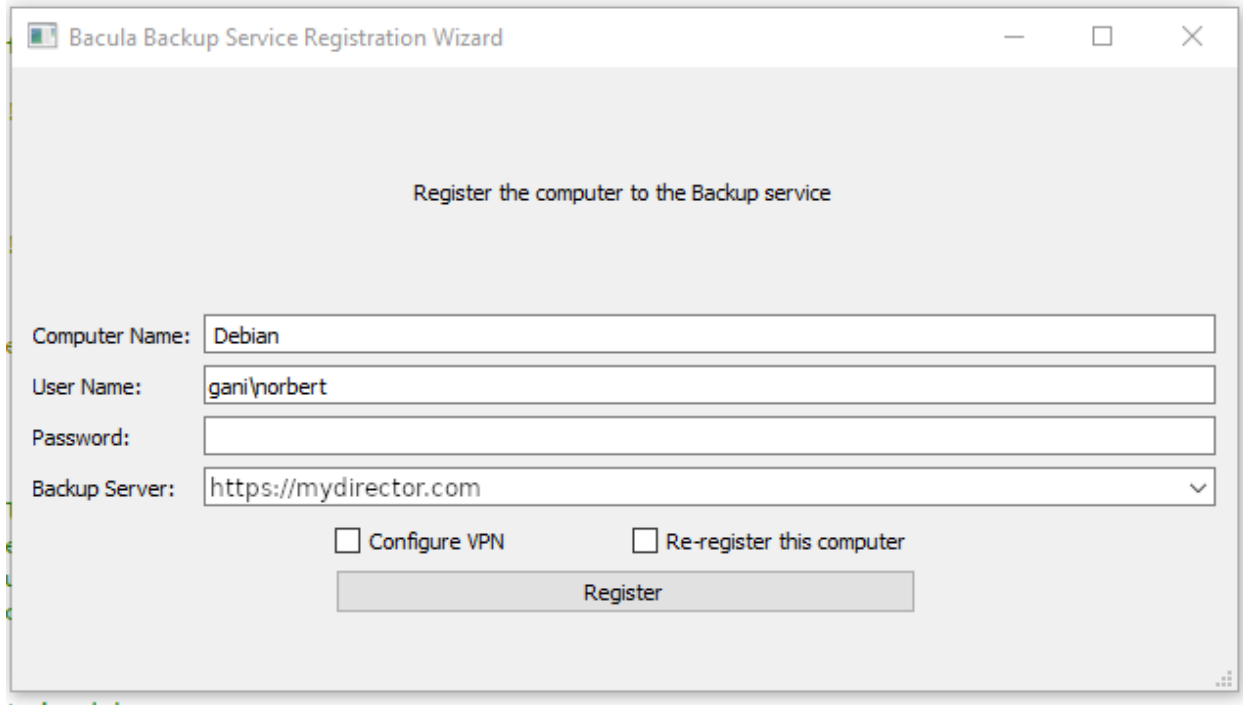 Bacula Backup Service Registration Wizard
Register the computer to the Backup service
Computer Name: Debian
User Name: gani\norbert
Password:
Backup Server: https://mydirector.com
Configure VPN Re-register this computer
Register